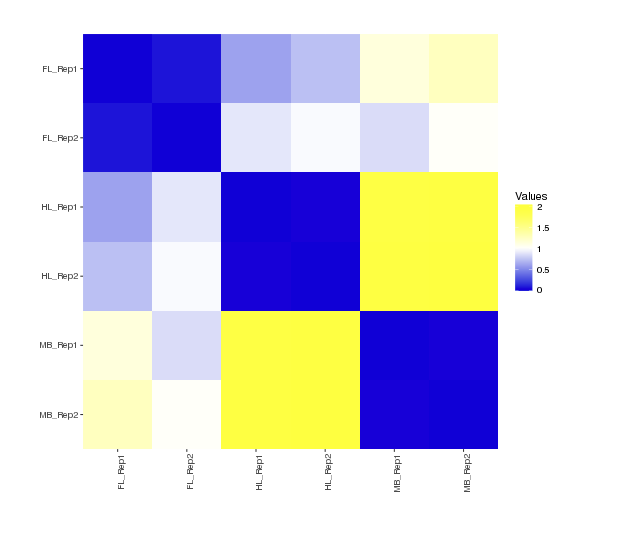 FL_Rep1
FL_Rep2
HL_Rep1
HL_Rep2
MB_Rep1
MB_Rep2
Values
2
1.5
1
0.5
0
FL_Rep1
FL_Rep2
HL_Rep1
HL_Rep2
MB_Rep1
MB_Rep2